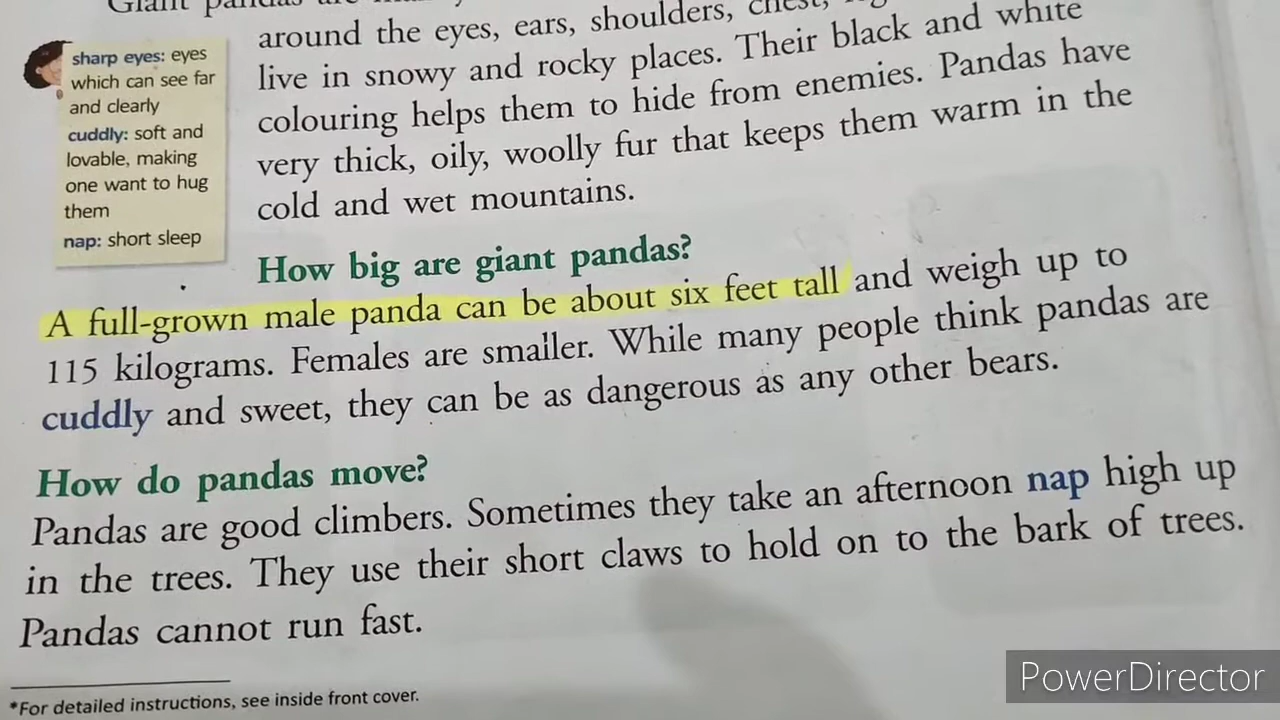 Giant pandas are
around the eyes, ears, shoulders, chest,
live in snowy and rocky places. Their black and white
colouring helps them to hide from enemies. Pandas have
very thick, oily, woolly fur that keeps them warm in the
cold and wet mountains.
sharp eyes: eyes
which can see far
and clearly
cuddly: soft and
lovable, making
one want to hug
them
nap: short sleep
How big are giant pandas?
A full-grown male panda can be about six feet tall and weigh up to
115 kilograms. Females are smaller. While many people think pandas are
cuddly and sweet, they can be as dangerous as any other bears.
How do pandas move?
Pandas are good climbers. Sometimes they take an afternoon nap high up
in the trees. They use their short claws to hold on to the bark of trees.
Pandas cannot run fast.
*For detailed instructions, see inside front cover.
PowerDirector